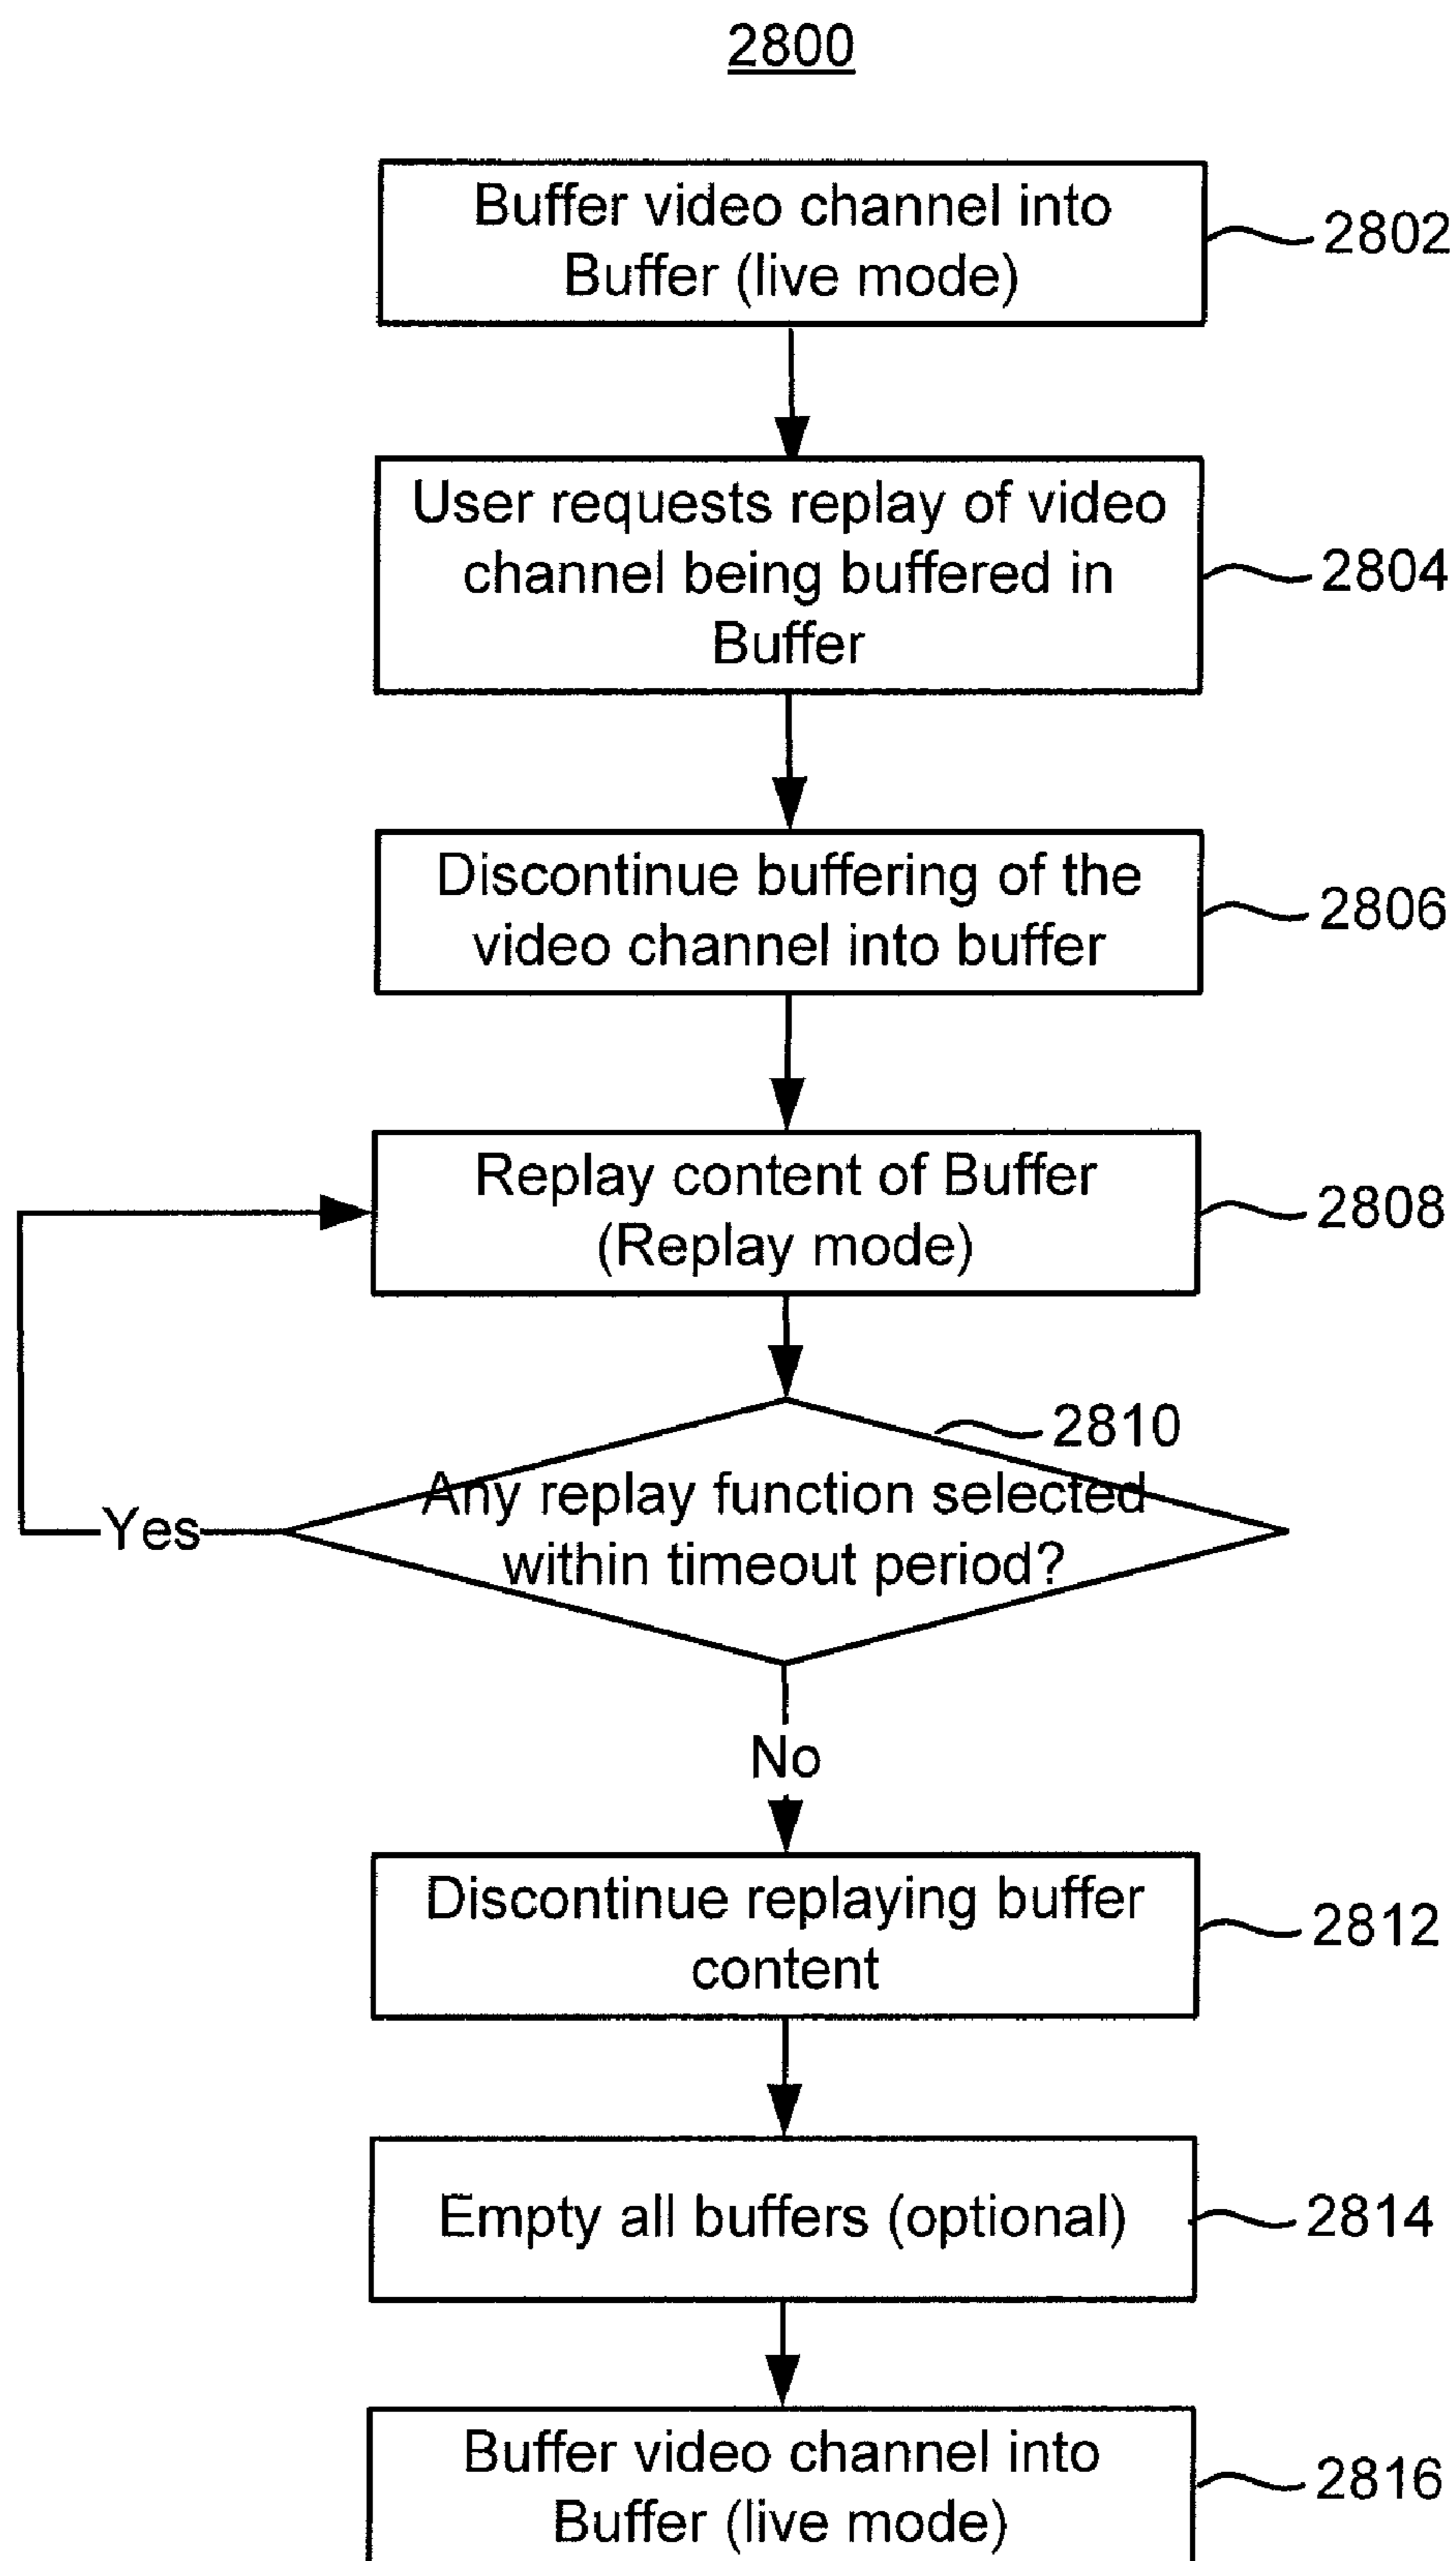 2800
Buffer video channel into
Buffer (live mode)
2802
User requests replay of video
channel being buffered in
Buffer
2804
Discontinue buffering of the
video channel into buffer
2806
Replay content of Buffer
(Replay mode)
2808
2810
Any replay function selected
within timeout period?
Yes
No
Discontinue replaying buffer
content
2812
Empty all buffers (optional)
2814
Buffer video channel into
Buffer (live mode)
2816